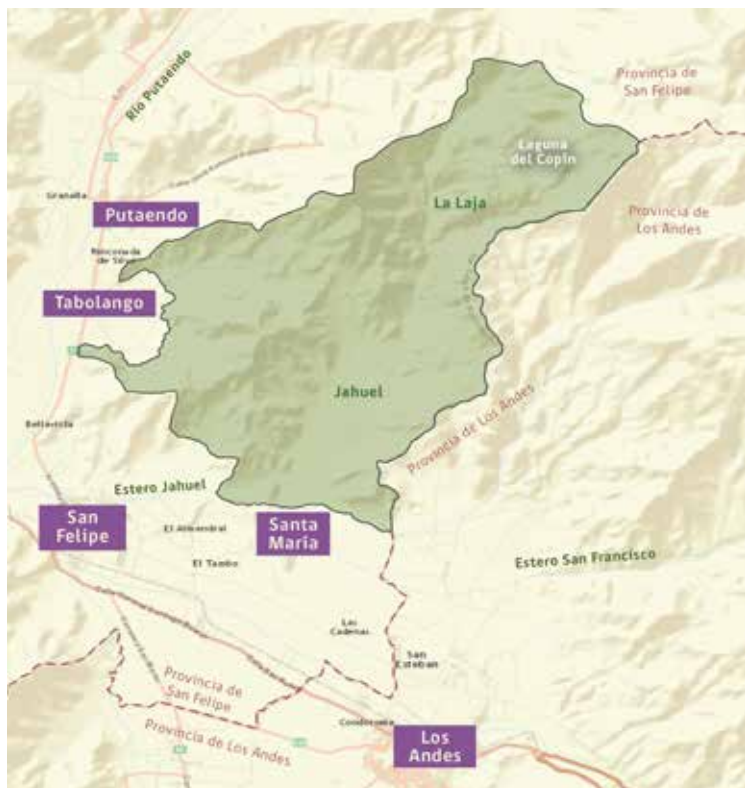 Río Putaendo
Provincia de
San Felipe
Laguna
del Copín
Granalla
Putaendo
La Laja
Provincia de
Los Andes
Rinconada
de Silva
Tabolango
Jahuel
Provincia de Los Andes
Bellavista
Estero Jahuel
San
Felipe
El Almendral
Santa
María
El Tambo
Estero San Francisco
Las
Cadenas
San
Esteban
Provincia de
San Felipe
Provincia de Los Andes
Condoroma
Los
Andes